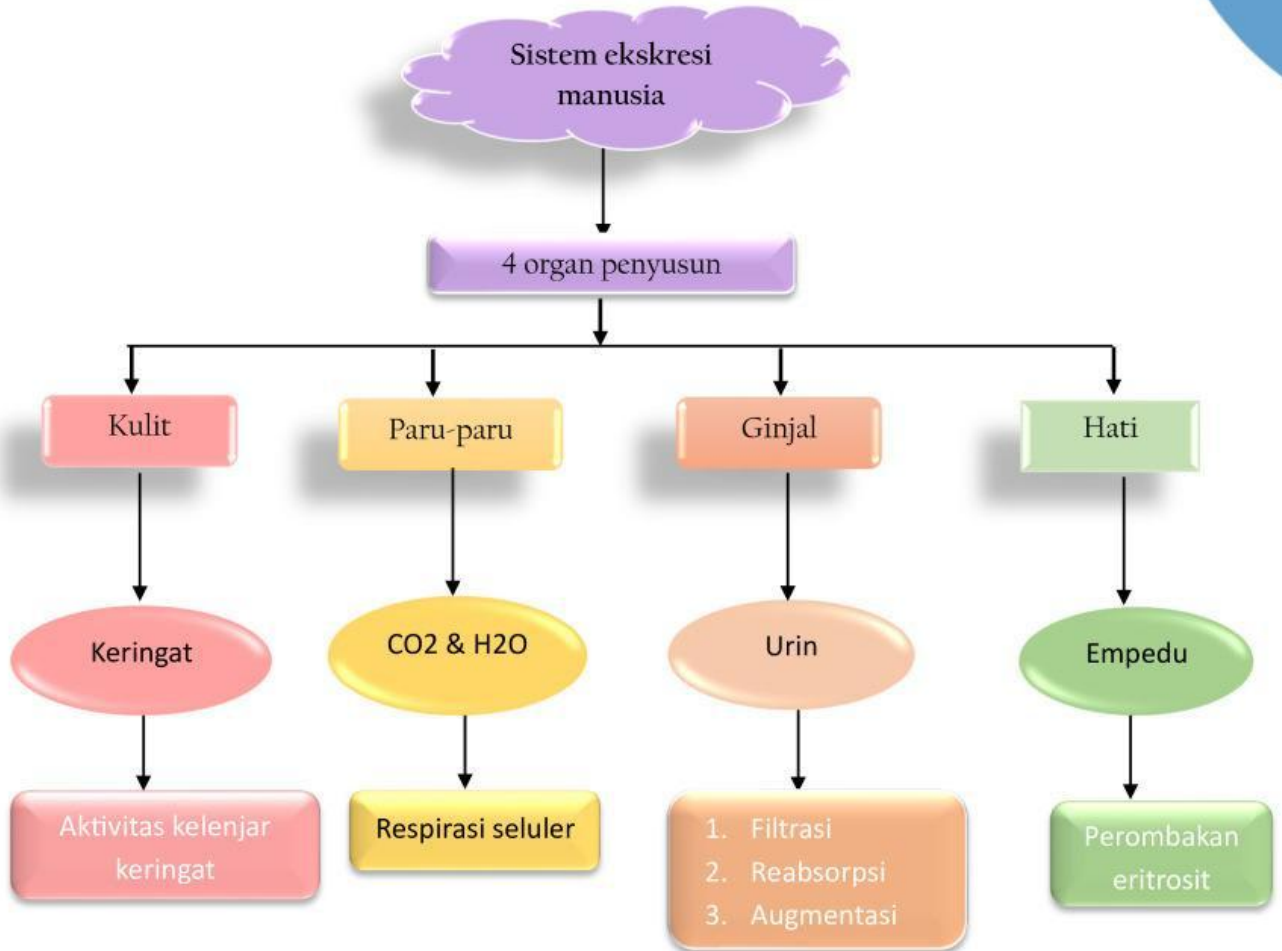 Sistem ekskresi
manusia
4 organ penyusun
Kulit
Paru-paru
Ginjal
Hati
Keringat
CO2 & H2O
Urin
Empedu
Aktivitas kelenjar
keringat
Respirasi seluler
1. Filtrasi
2. Reabsorpsi
3. Augmentasi
Perombakan
eritrosit